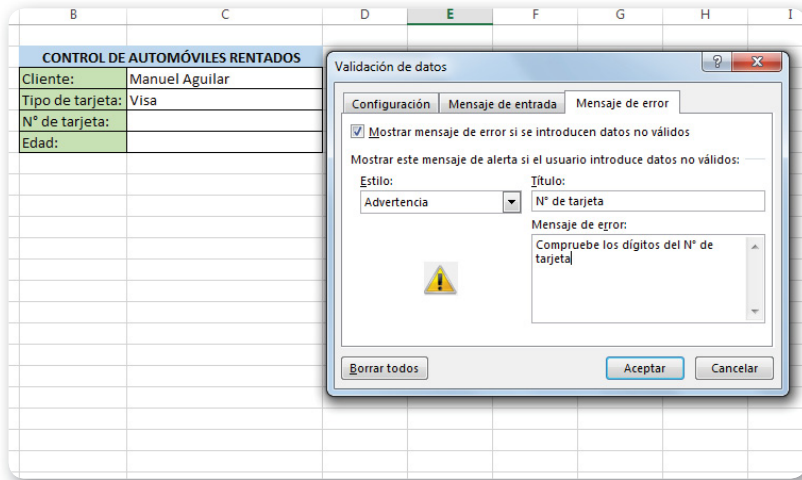 B C D E F G H I
CONTROL DE AUTOMÓVILES RENTADOS
Cliente: Manuel Aguilar
Tipo de tarjeta: Visa
N° de tarjeta:
Edad:
Validación de datos
Configuración Mensaje de entrada Mensaje de error
Mostrar mensaje de error si se introducen datos no válidos
Mostrar este mensaje de alerta si el usuario introduce datos no válidos:
Estilo: Título:
Advertencia N° de tarjeta
Mensaje de error:
Compruebe los dígitos del N° de
tarjeta
Borrar todos Aceptar Cancelar